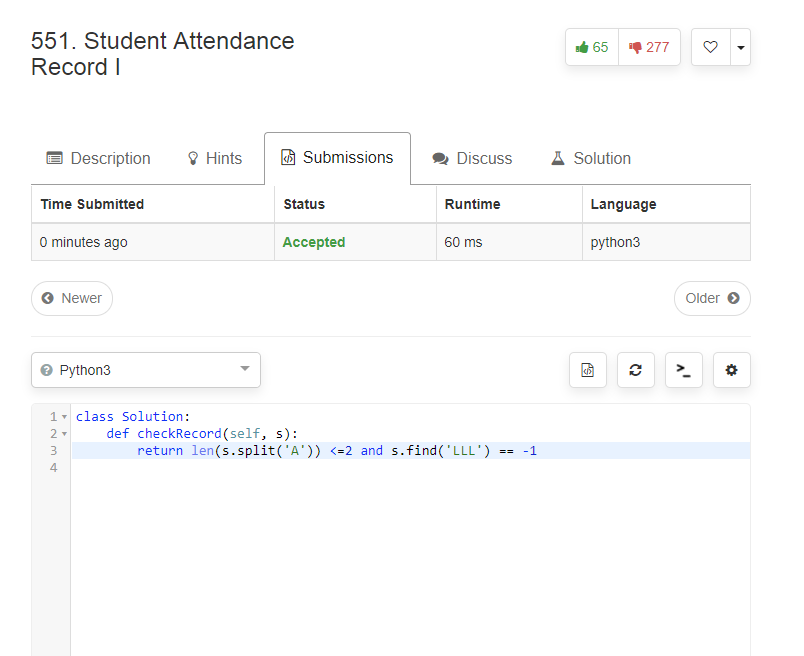 551. Student Attendance
Record I
65 277
Description Hints Submissions Discuss Solution
Time Submitted Status Runtime Language
0 minutes ago Accepted 60 ms python3
Newer Older
Python3
1 class Solution:
2     def checkRecord(self, s):
3         return len(s.split('A')) <=2 and s.find('LLL') == -1
4